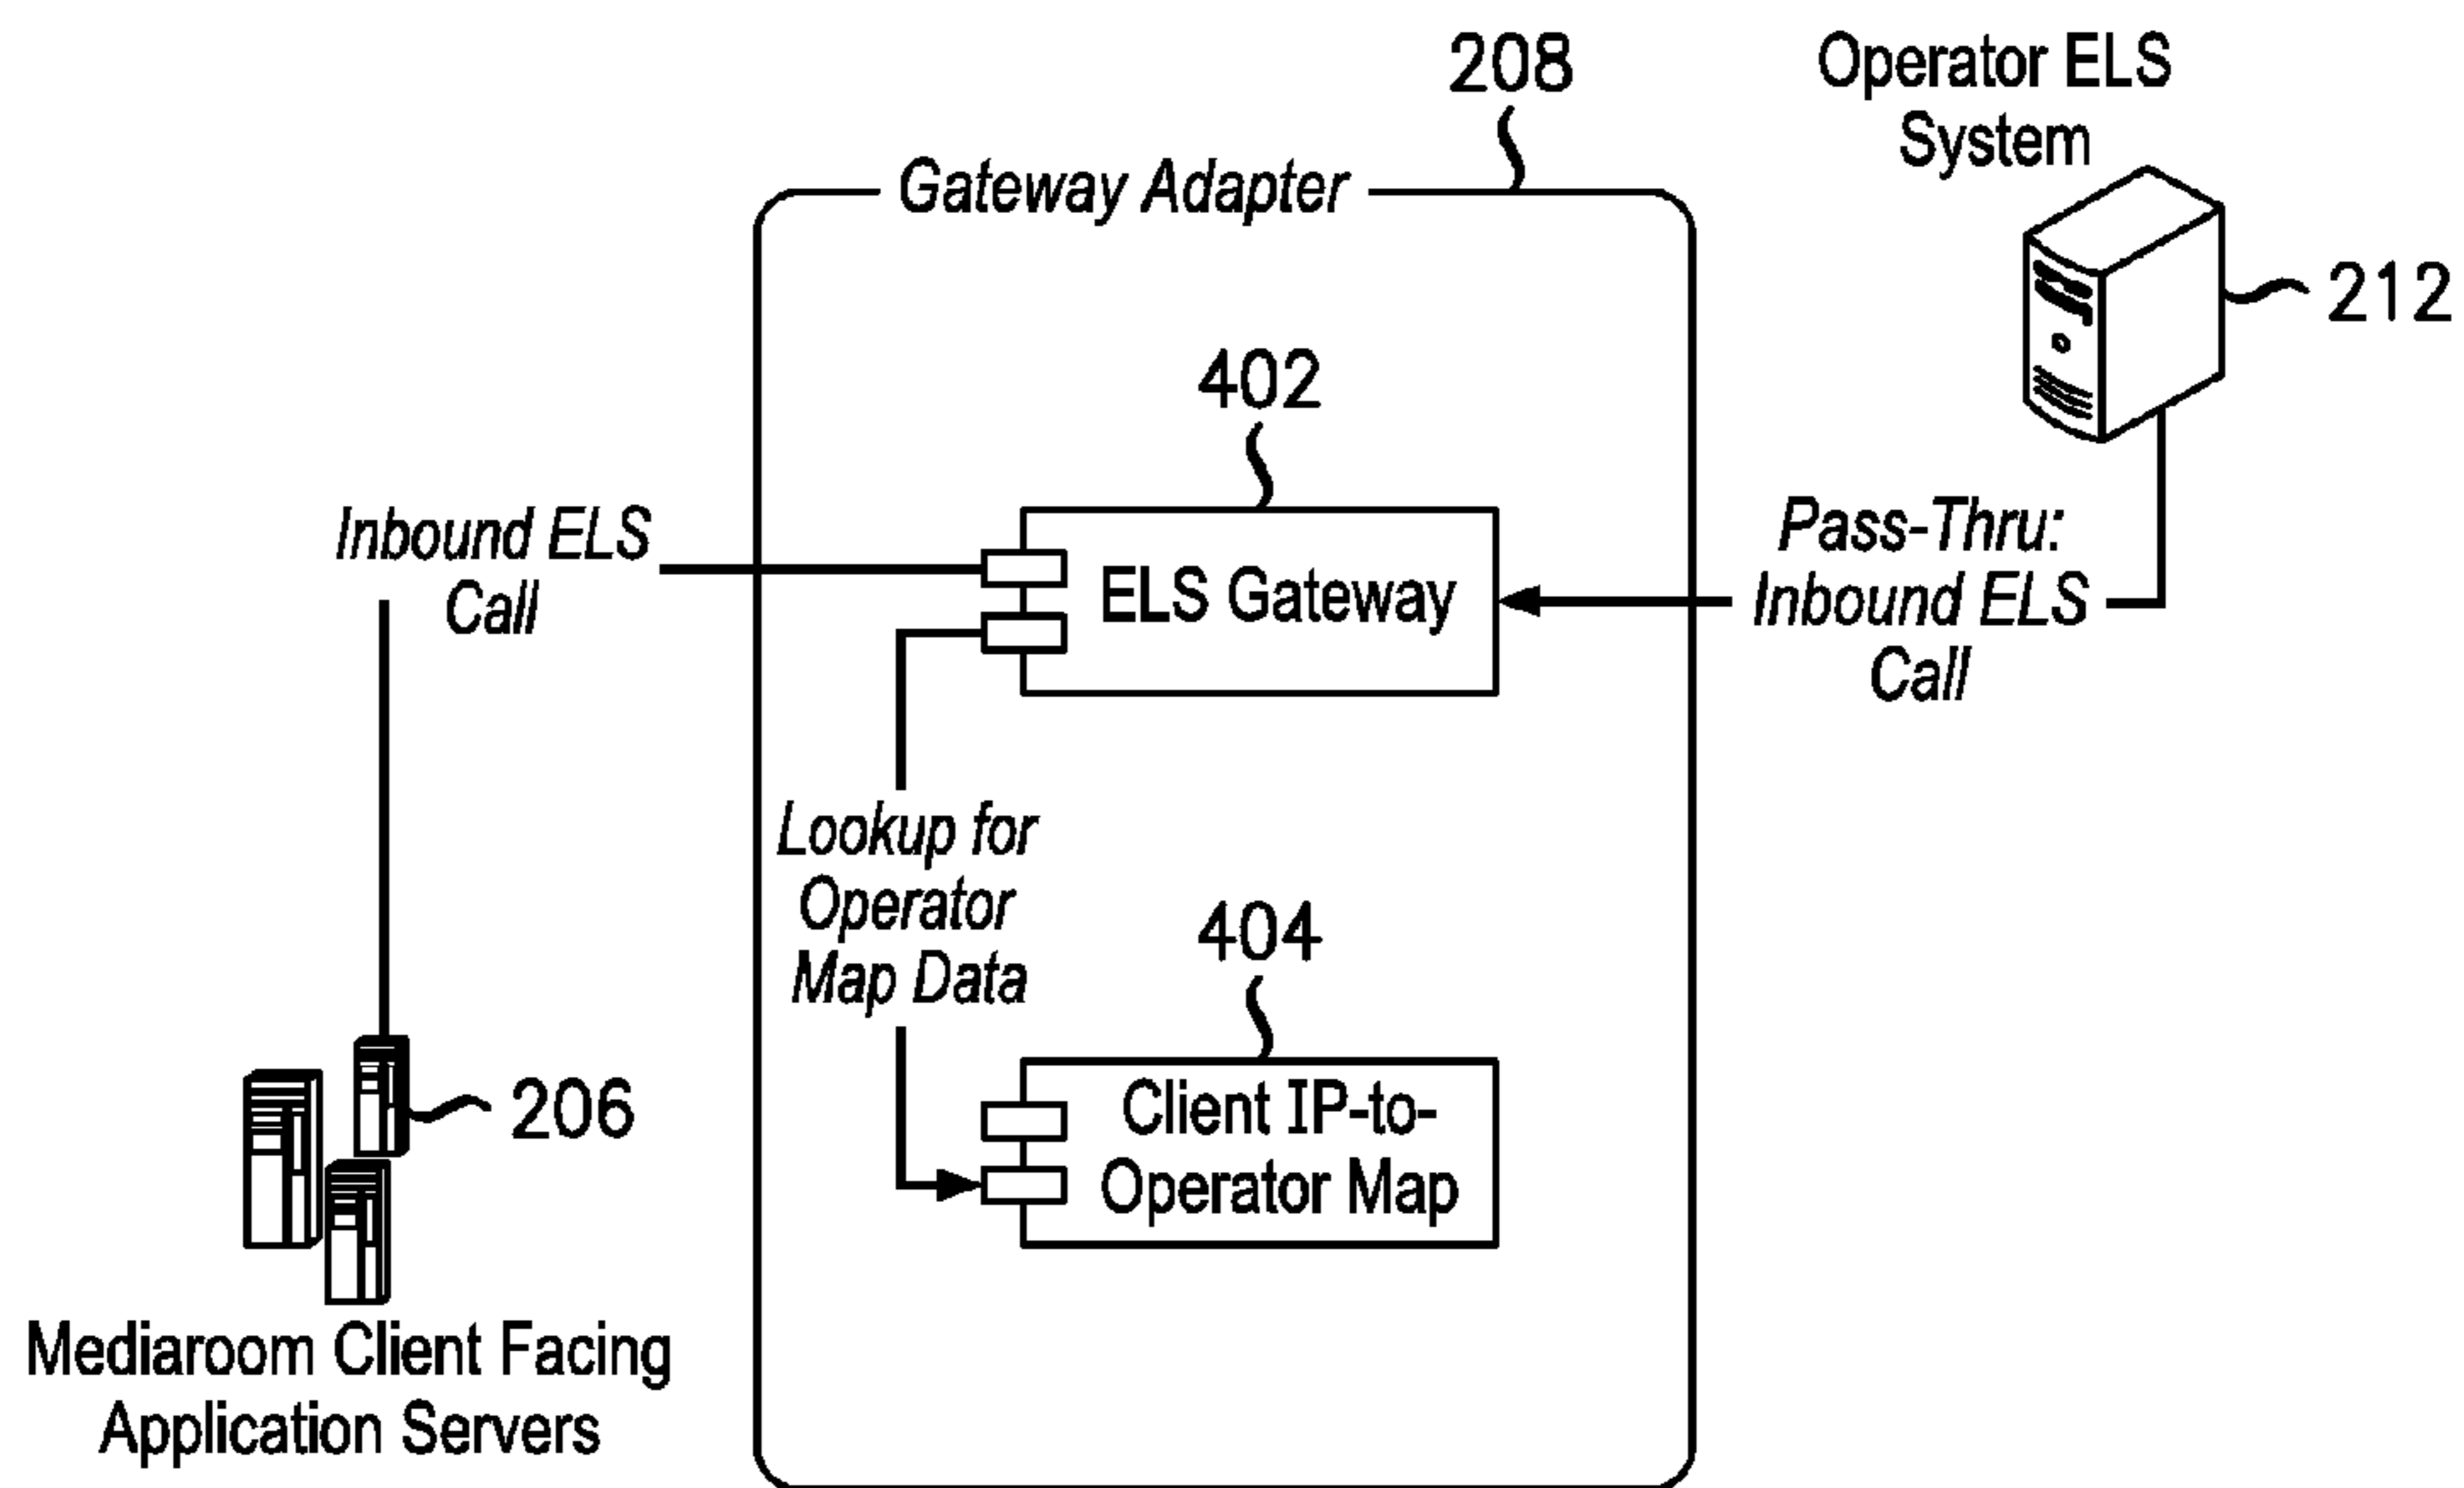 208
Operator ELS
System
Gateway Adapter
212
402
Inbound ELS
Call
ELS Gateway
Pass-Thru:
Inbound ELS
Call
Lookup for
Operator
Map Data
404
206
Client IP-to-
Operator Map
Mediaroom Client Facing
Application Servers